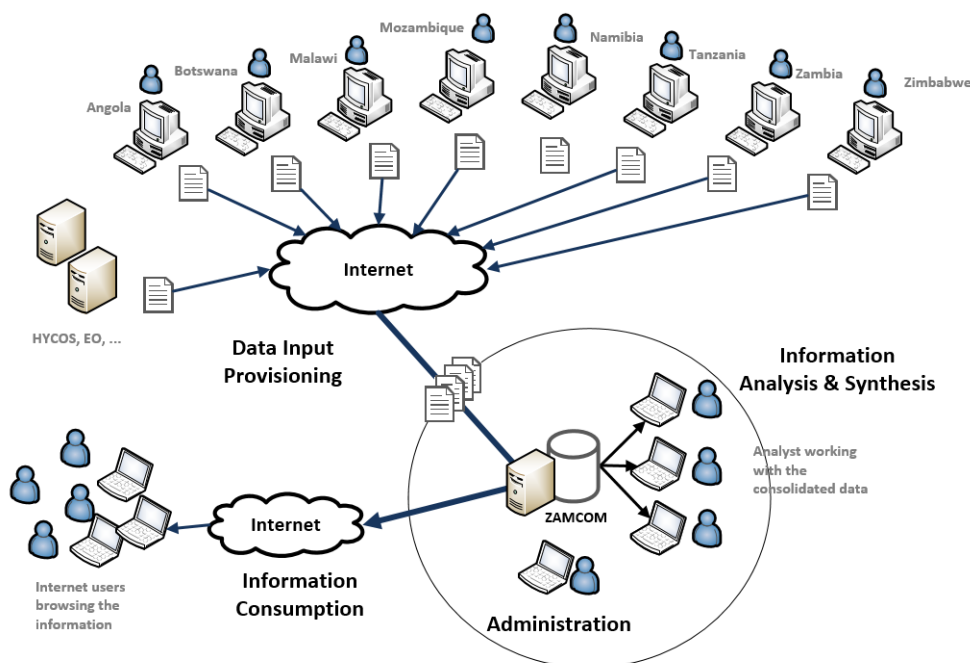 Mozambique
Namibia
Malawi
Tanzania
Botswana
Zambia
Zimbabwe
Angola
Internet
HYCOS, EO, ...
Data Input
Provisioning
Information
Analysis & Synthesis
Analyst working
with the
consolidated data
ZAMCOM
Internet
Internet users
browsing the
information
Information
Consumption
Administration